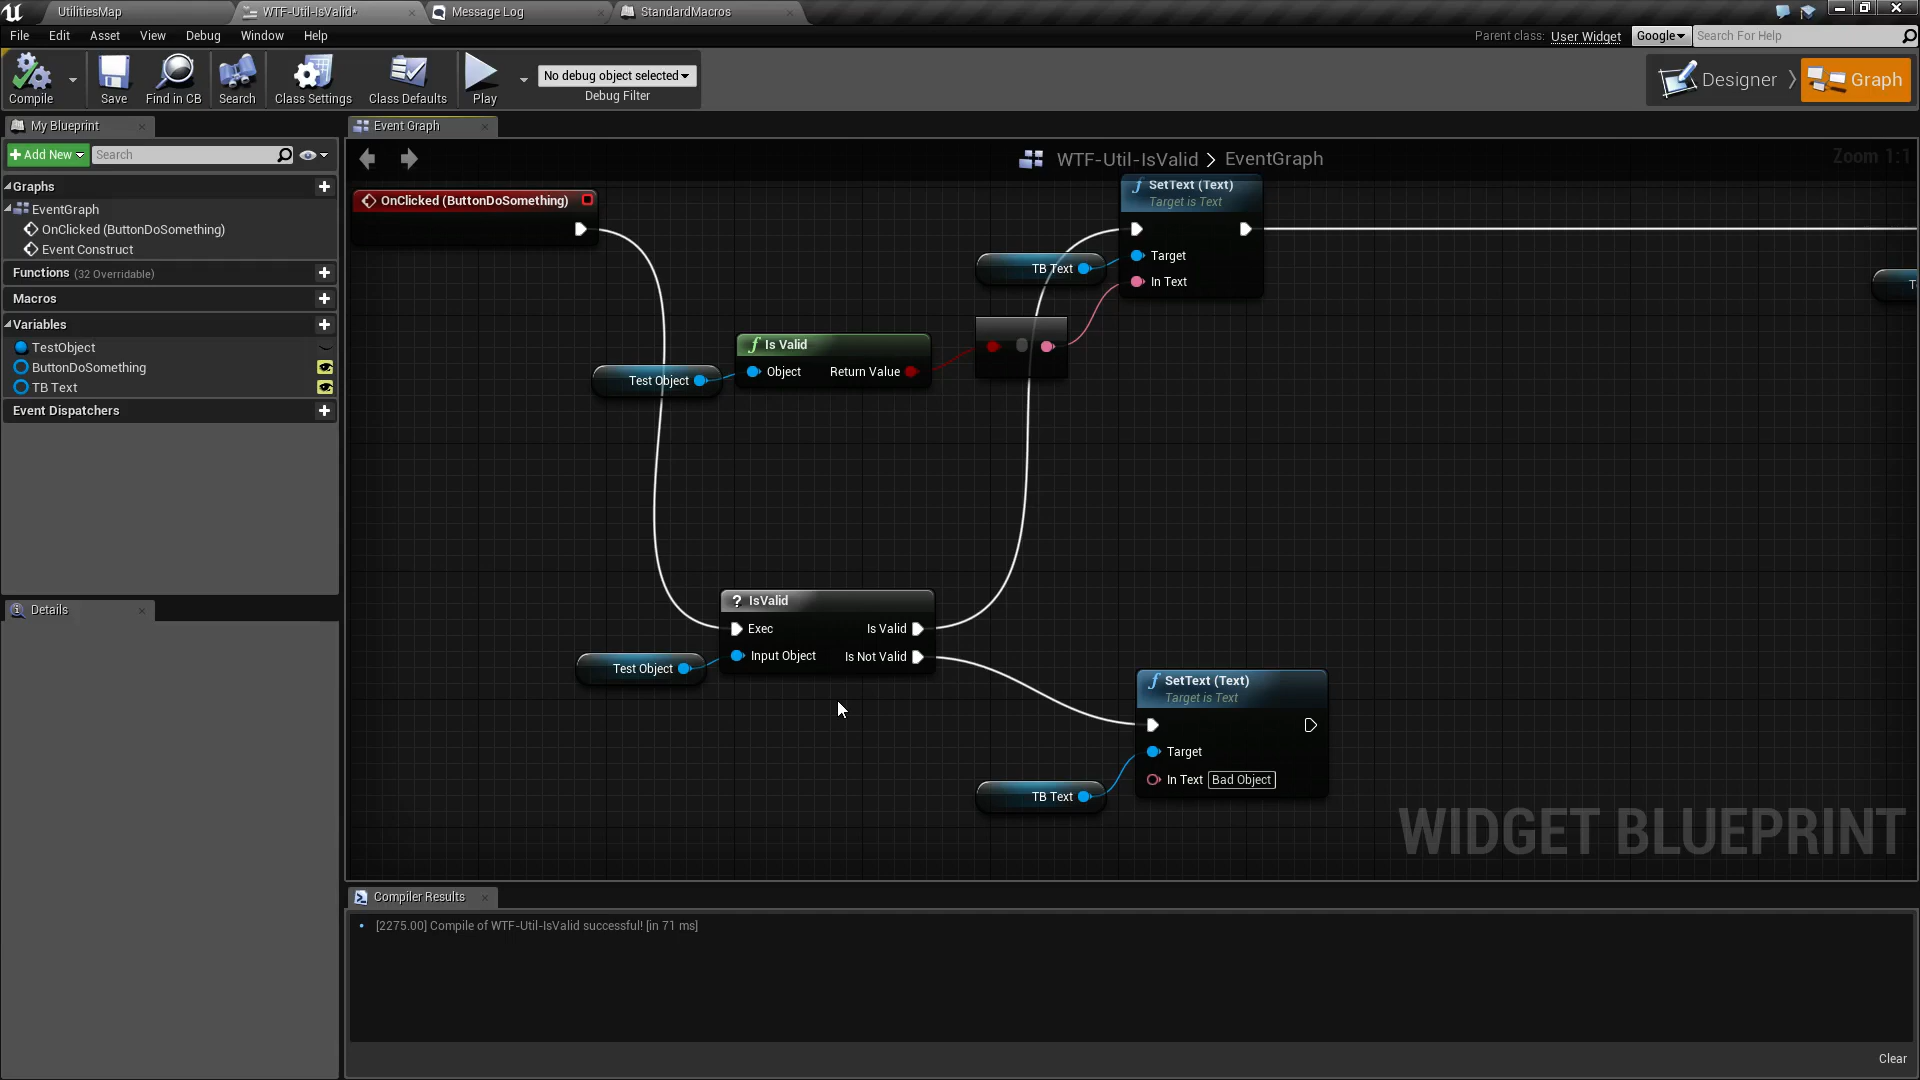 UtilitiesMap
WTF-Util-IsValid*
Message Log
StandardMacros
File
Edit
Asset
View
Debug
Window
Help
Parent class:
User Widget
Google
Search For Help
Compile
Save
Find in CB
Search
Class Settings
Class Defaults
Play
No debug object selected
Debug Filter
Designer
Graph
My Blueprint
Add New
Search
Graphs
EventGraph
OnClicked (ButtonDoSomething)
Event Construct
Functions (32 Overridable)
Macros
Variables
TestObject
ButtonDoSomething
TB Text
Event Dispatchers
Details
Event Graph
WTF-Util-IsValid > EventGraph
Zoom 1:1
OnClicked (ButtonDoSomething)
SetText (Text)
Target is Text
Target
In Text
TB Text
Is Valid
Object
Return Value
Test Object
? IsValid
Exec
Is Valid
Input Object
Is Not Valid
Test Object
SetText (Text)
Target is Text
Target
In Text
Bad Object
TB Text
WIDGET BLUEPRINT
Compiler Results
[2275.00] Compile of WTF-Util-IsValid successful! [in 71 ms]
Clear